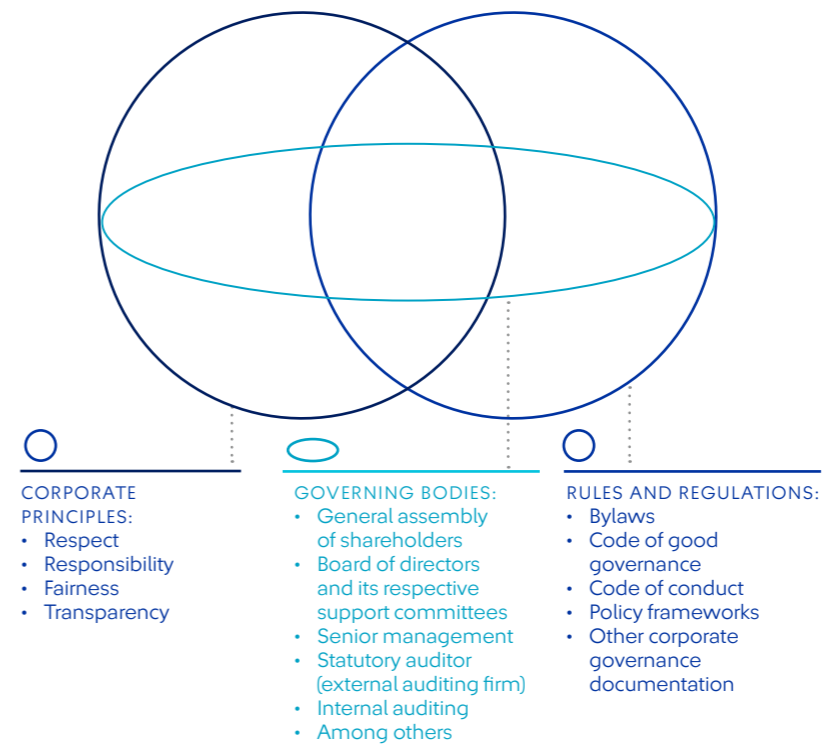 CORPORATE
PRINCIPLES:
• Respect
• Responsibility
• Fairness
• Transparency
GOVERNING BODIES:
• General assembly
of shareholders
• Board of directors
and its respective
support committees
• Senior management
• Statutory auditor
(external auditing firm)
• Internal auditing
• Among others
RULES AND REGULATIONS:
• Bylaws
• Code of good
governance
• Code of conduct
• Policy frameworks
• Other corporate
governance
documentation